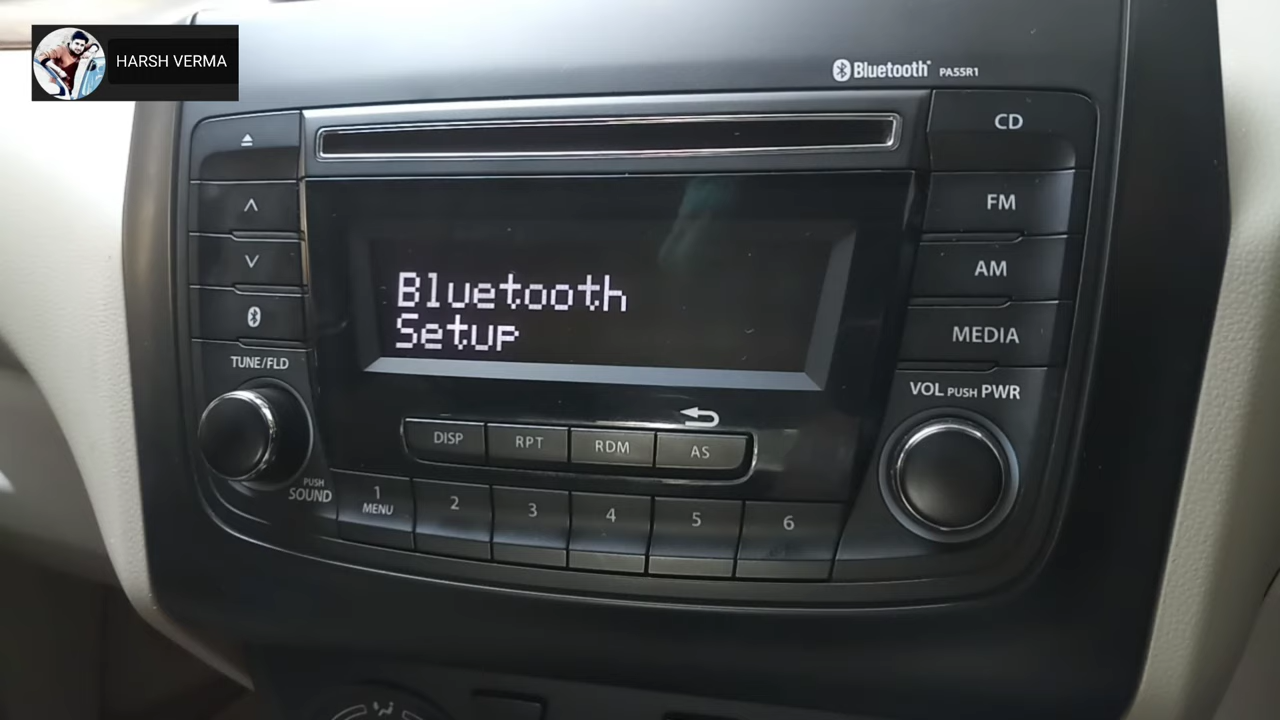 HARSH VERMA
Bluetooth™ PA55R1
CD
FM
AM
MEDIA
VOL PUSH PWR
Bluetooth
Setup
TUNE/FLD
PUSH
SOUND
DISP RPT RDM AS
1 2 3 4 5 6
MENU